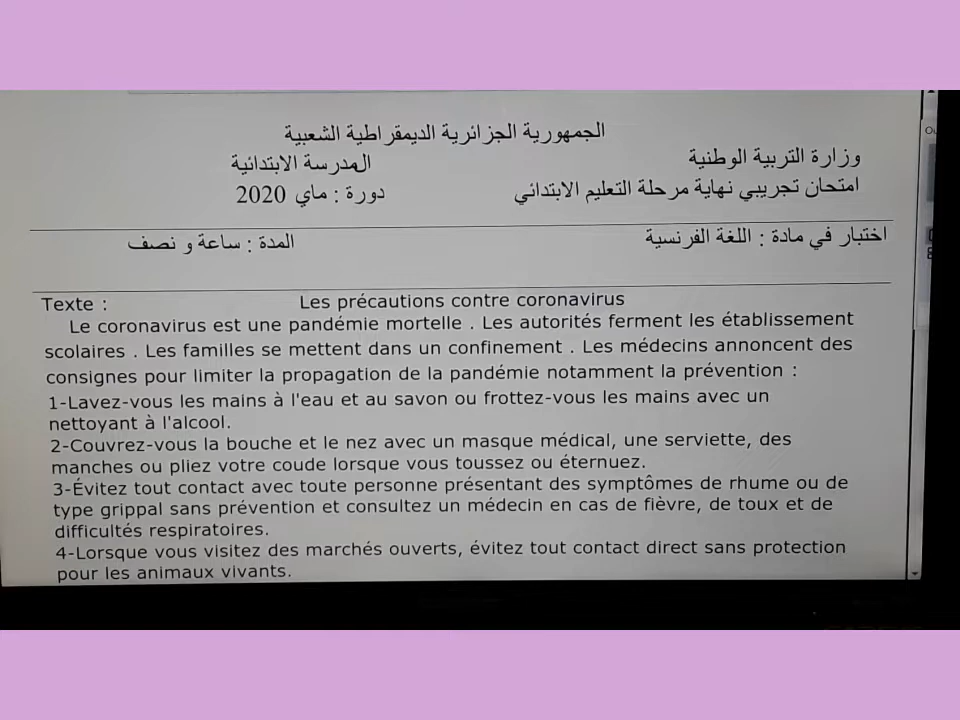 الجمهورية الجزائرية الديمقراطية الشعبية
وزارة التربية الوطنية المدرسة الابتدائية
امتحان تجريبي نهاية مرحلة التعليم الابتدائي دورة : ماي 2020
اختبار في مادة : اللغة الفرنسية المدة : ساعة و نصف
Texte : Les précautions contre coronavirus
Le coronavirus est une pandémie mortelle . Les autorités ferment les établissement
scolaires . Les familles se mettent dans un confinement . Les médecins annoncent des
consignes pour limiter la propagation de la pandémie notamment la prévention :
1-Lavez-vous les mains à l'eau et au savon ou frottez-vous les mains avec un
nettoyant à l'alcool.
2-Couvrez-vous la bouche et le nez avec un masque médical, une serviette, des
manches ou pliez votre coude lorsque vous toussez ou éternuez.
3-Évitez tout contact avec toute personne présentant des symptômes de rhume ou de
type grippal sans prévention et consultez un médecin en cas de fièvre, de toux et de
difficultés respiratoires.
4-Lorsque vous visitez des marchés ouverts, évitez tout contact direct sans protection
pour les animaux vivants.